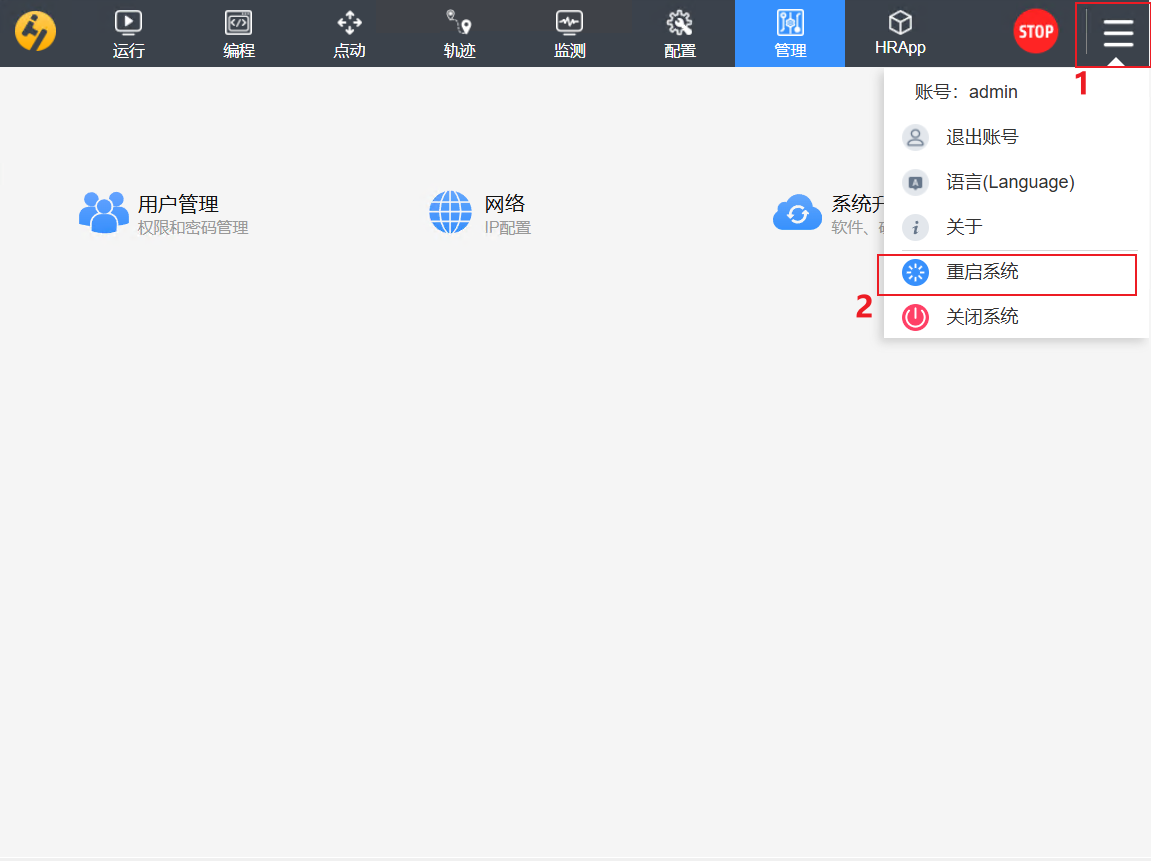 运行
编程
点动
轨迹
监测
配置
管理
HRApp
STOP
1
账号：admin
退出账号
A
语言(Language)
i
关于
重启系统
2
关闭系统
用户管理
权限和密码管理
网络
IP配置
系统升
软件、